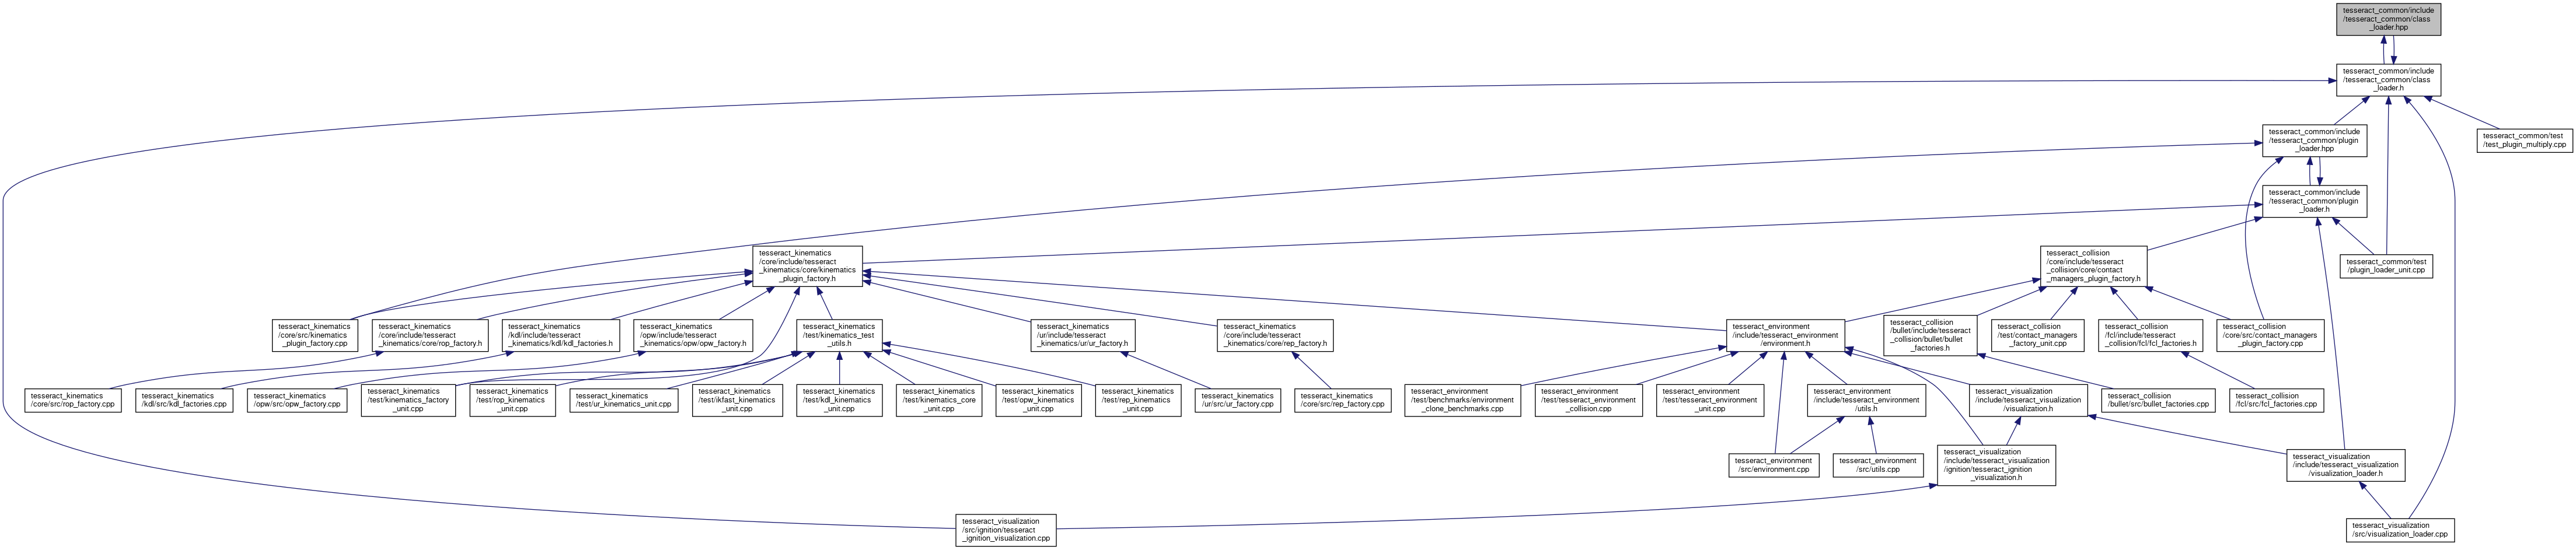 tesseract_common/include
/tesseract_common/class
_loader.hpp
tesseract_common/include
/tesseract_common/class
_loader.h
tesseract_common/include
/tesseract_common/plugin
_loader.hpp
tesseract_common/test
/test_plugin_multiply.cpp
tesseract_common/include
/tesseract_common/plugin
_loader.h
tesseract_kinematics
/core/include/tesseract
_kinematics/core/kinematics
_plugin_factory.h
tesseract_collision
/core/include/tesseract
_collision/core/contact
_managers_plugin_factory.h
tesseract_common/test
/plugin_loader_unit.cpp
tesseract_kinematics
/core/src/kinematics
_plugin_factory.cpp
tesseract_kinematics
/core/include/tesseract
_kinematics/core/rop_factory.h
tesseract_kinematics
/kdl/include/tesseract
_kinematics/kdl/kdl_factories.h
tesseract_kinematics
/opw/include/tesseract
_kinematics/opw/opw_factory.h
tesseract_kinematics
/test/kinematics_test
_utils.h
tesseract_kinematics
/ur/include/tesseract
_kinematics/ur/ur_factory.h
tesseract_kinematics
/core/include/tesseract
_kinematics/core/rep_factory.h
tesseract_environment
/include/tesseract_environment
/environment.h
tesseract_collision
/bullet/include/tesseract
_collision/bullet/bullet
_factories.h
tesseract_collision
/test/contact_managers
_factory_unit.cpp
tesseract_collision
/fcl/include/tesseract
_collision/fcl/fcl_factories.h
tesseract_collision
/core/src/contact_managers
_plugin_factory.cpp
tesseract_kinematics
/core/src/rop_factory.cpp
tesseract_kinematics
/kdl/src/kdl_factories.cpp
tesseract_kinematics
/opw/src/opw_factory.cpp
tesseract_kinematics
/test/kinematics_factory
_unit.cpp
tesseract_kinematics
/test/rop_kinematics
_unit.cpp
tesseract_kinematics
/test/ur_kinematics_unit.cpp
tesseract_kinematics
/test/ikfast_kinematics
_unit.cpp
tesseract_kinematics
/test/kdl_kinematics
_unit.cpp
tesseract_kinematics
/test/kinematics_core
_unit.cpp
tesseract_kinematics
/test/opw_kinematics
_unit.cpp
tesseract_kinematics
/test/rep_kinematics
_unit.cpp
tesseract_kinematics
/ur/src/ur_factory.cpp
tesseract_kinematics
/core/src/rep_factory.cpp
tesseract_environment
/test/benchmarks/environment
_clone_benchmarks.cpp
tesseract_environment
/test/tesseract_environment
_collision.cpp
tesseract_environment
/test/tesseract_environment
_unit.cpp
tesseract_environment
/include/tesseract_environment
/utils.h
tesseract_visualization
/include/tesseract_visualization
/visualization.h
tesseract_collision
/bullet/src/bullet_factories.cpp
tesseract_collision
/fcl/src/fcl_factories.cpp
tesseract_environment
/src/environment.cpp
tesseract_environment
/src/utils.cpp
tesseract_visualization
/include/tesseract_visualization
/ignition/tesseract_ignition
_visualization.h
tesseract_visualization
/include/tesseract_visualization
/visualization_loader.h
tesseract_visualization
/src/ignition/tesseract
_ignition_visualization.cpp
tesseract_visualization
/src/visualization_loader.cpp